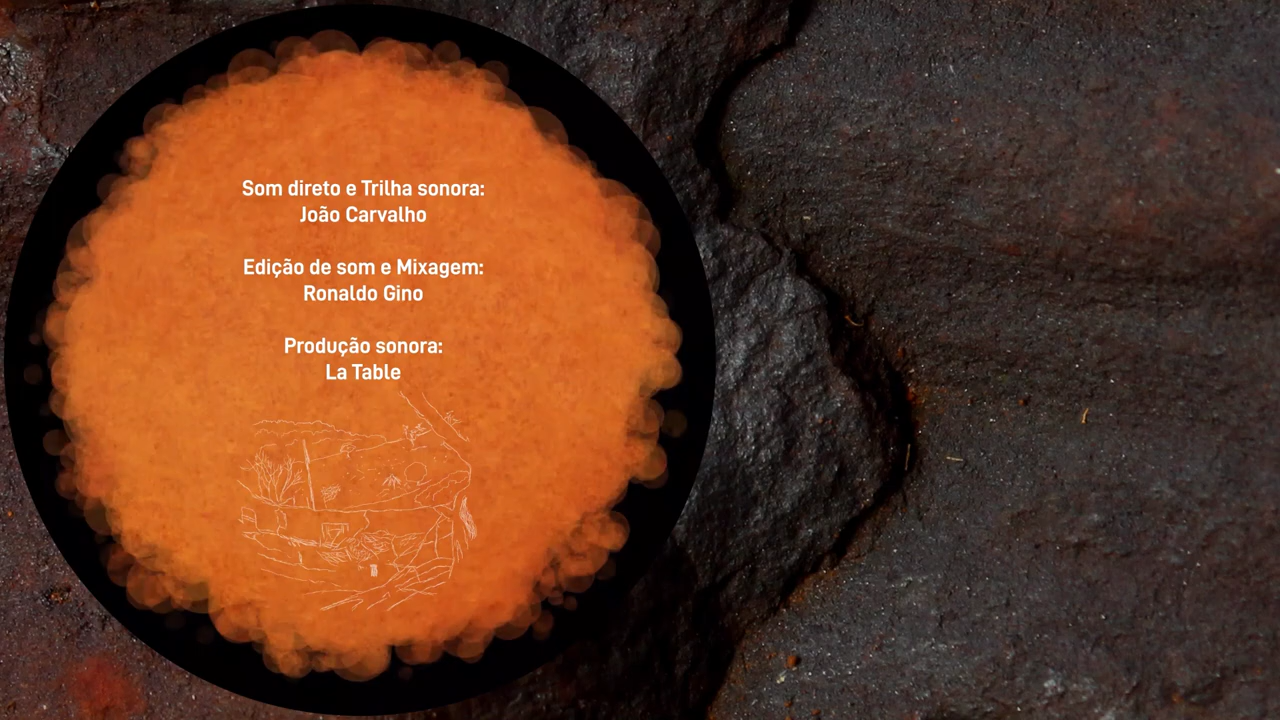 Som direto e Trilha sonora:
João Carvalho
Edição de som e Mixagem:
Ronaldo Gino
Produção sonora:
La Table